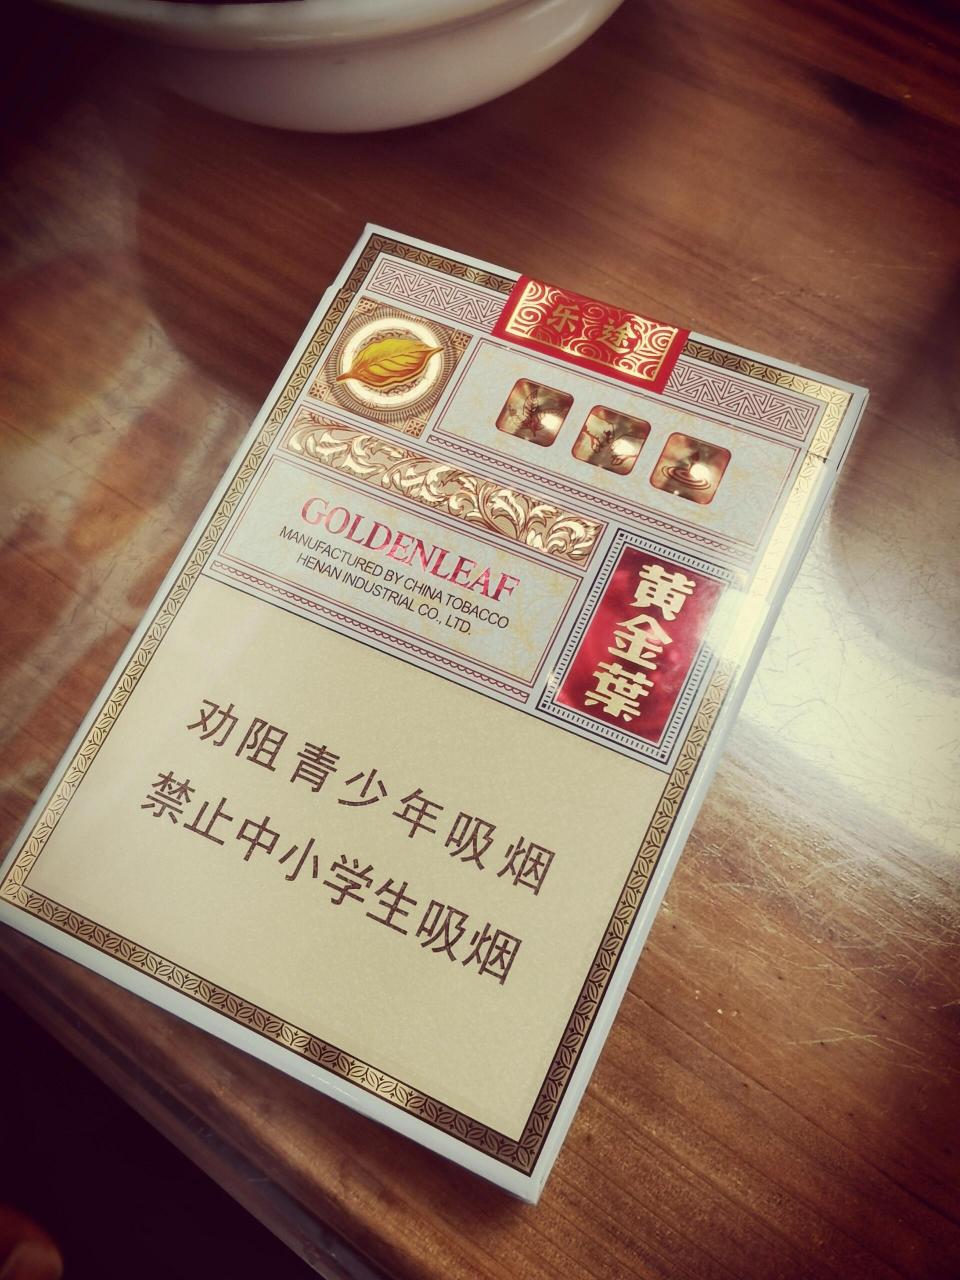 乐途
GOLDENLEAF
MANUFACTURED BY CHINA TOBACCO
HENAN INDUSTRIAL CO., LTD.
黄金葉
劝阻青少年吸烟
禁止中小学生吸烟